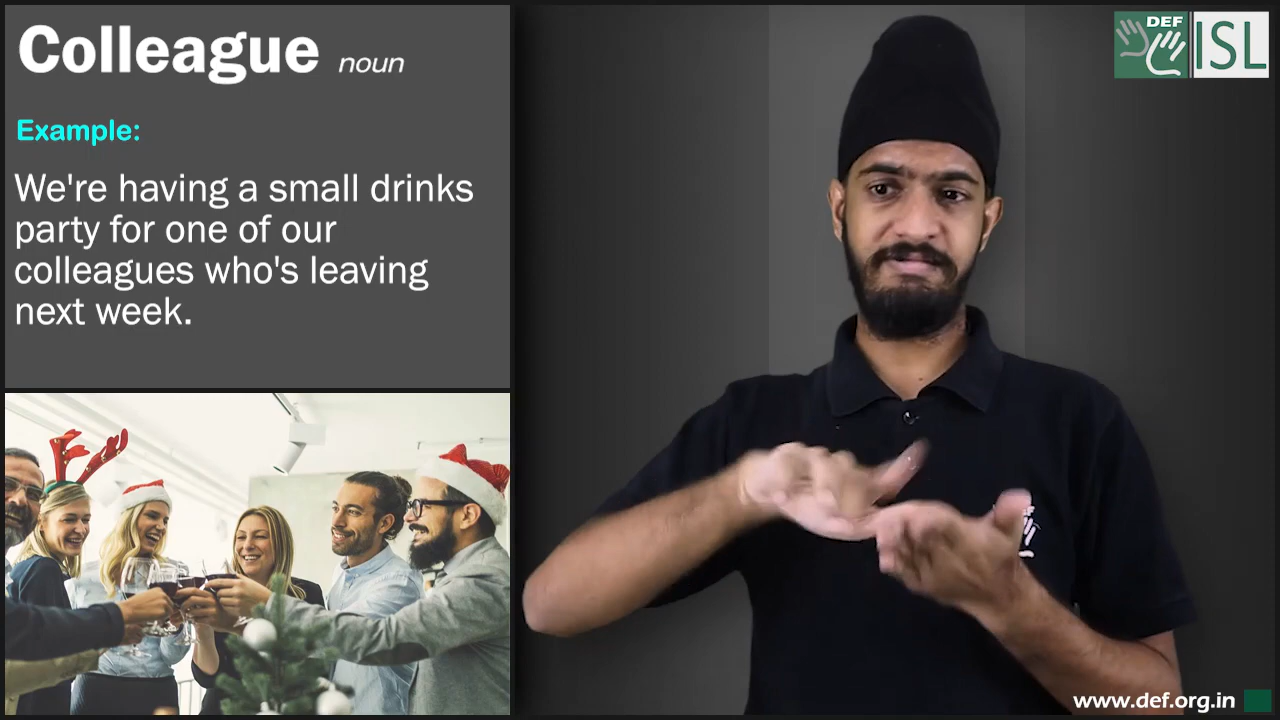 Colleague noun
Example:
We're having a small drinks
party for one of our
colleagues who's leaving
next week.
DEF
ISL
www.def.org.in